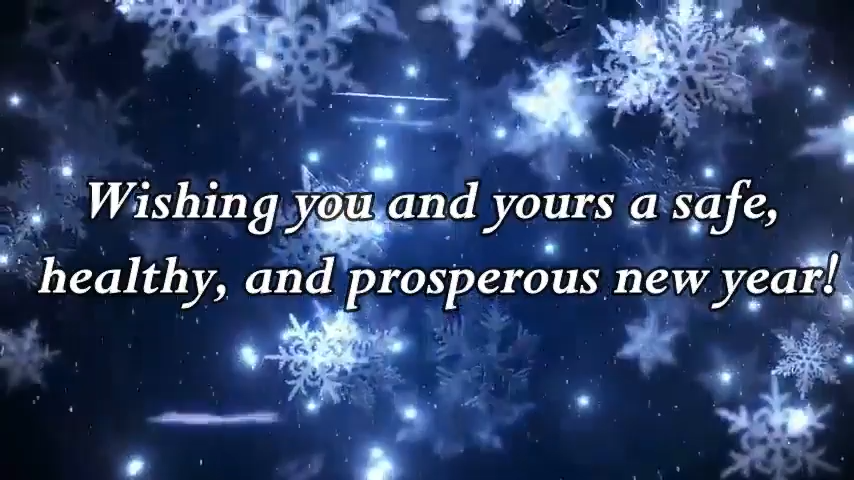 Wishing you and yours a safe,
healthy, and prosperous new year!